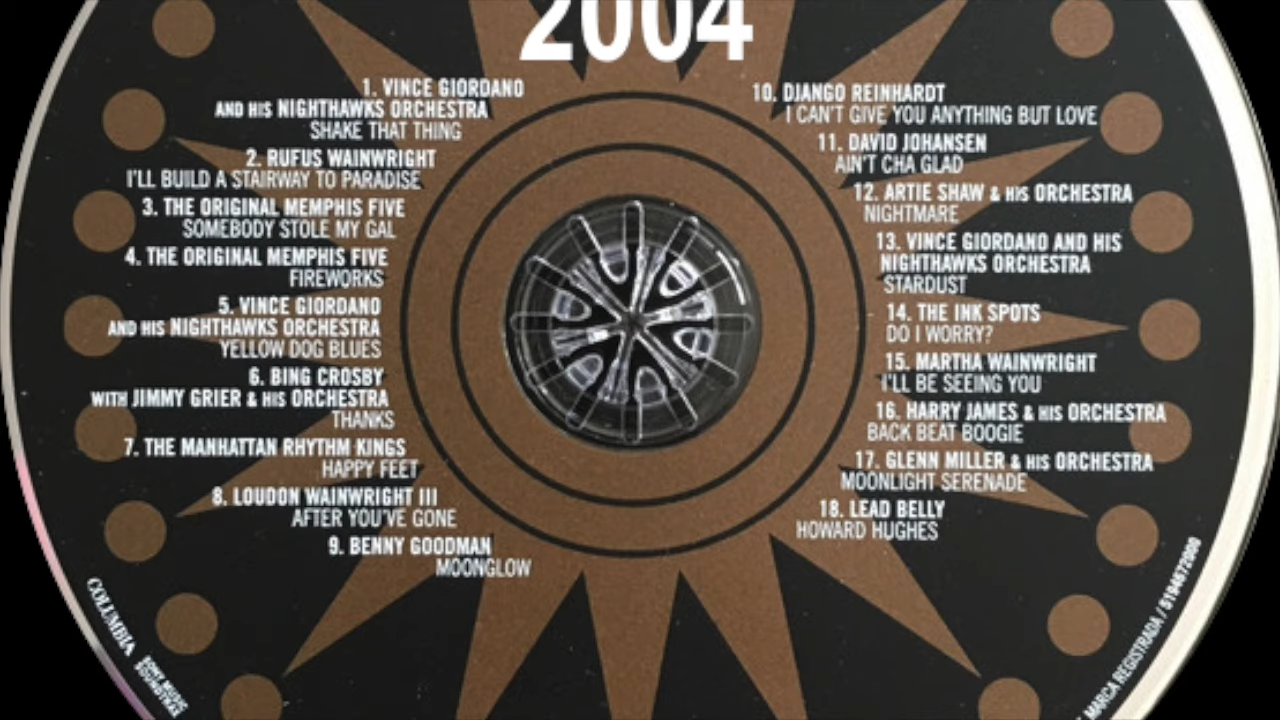 2004
1. VINCE GIORDANO
AND HIS NIGHTHAWKS ORCHESTRA
SHAKE THAT THING
2. RUFUS WAINWRIGHT
I'LL BUILD A STAIRWAY TO PARADISE
3. THE ORIGINAL MEMPHIS FIVE
SOMEBODY STOLE MY GAL
4. THE ORIGINAL MEMPHIS FIVE
FIREWORKS
5. VINCE GIORDANO
AND HIS NIGHTHAWKS ORCHESTRA
YELLOW DOG BLUES
6. BING CROSBY
WITH JIMMY GRIER & HIS ORCHESTRA
THANKS
7. THE MANHATTAN RHYTHM KINGS
HAPPY FEET
8. LOUDON WAINWRIGHT III
AFTER YOU'VE GONE
9. BENNY GOODMAN
MOONGLOW
10. DJANGO REINHARDT
I CAN'T GIVE YOU ANYTHING BUT LOVE
11. DAVID JOHANSEN
AIN'T CHA GLAD
12. ARTIE SHAW & HIS ORCHESTRA
NIGHTMARE
13. VINCE GIORDANO AND HIS
NIGHTHAWKS ORCHESTRA
STARDUST
14. THE INK SPOTS
DO I WORRY?
15. MARTHA WAINWRIGHT
I'LL BE SEEING YOU
16. HARRY JAMES & HIS ORCHESTRA
BACK BEAT BOOGIE
17. GLENN MILLER & HIS ORCHESTRA
MOONLIGHT SERENADE
18. LEAD BELLY
HOWARD HUGHES
COLUMBIA
SONY MUSIC
SOUNDTRAX
MARCA REGISTRADA / 5194672000